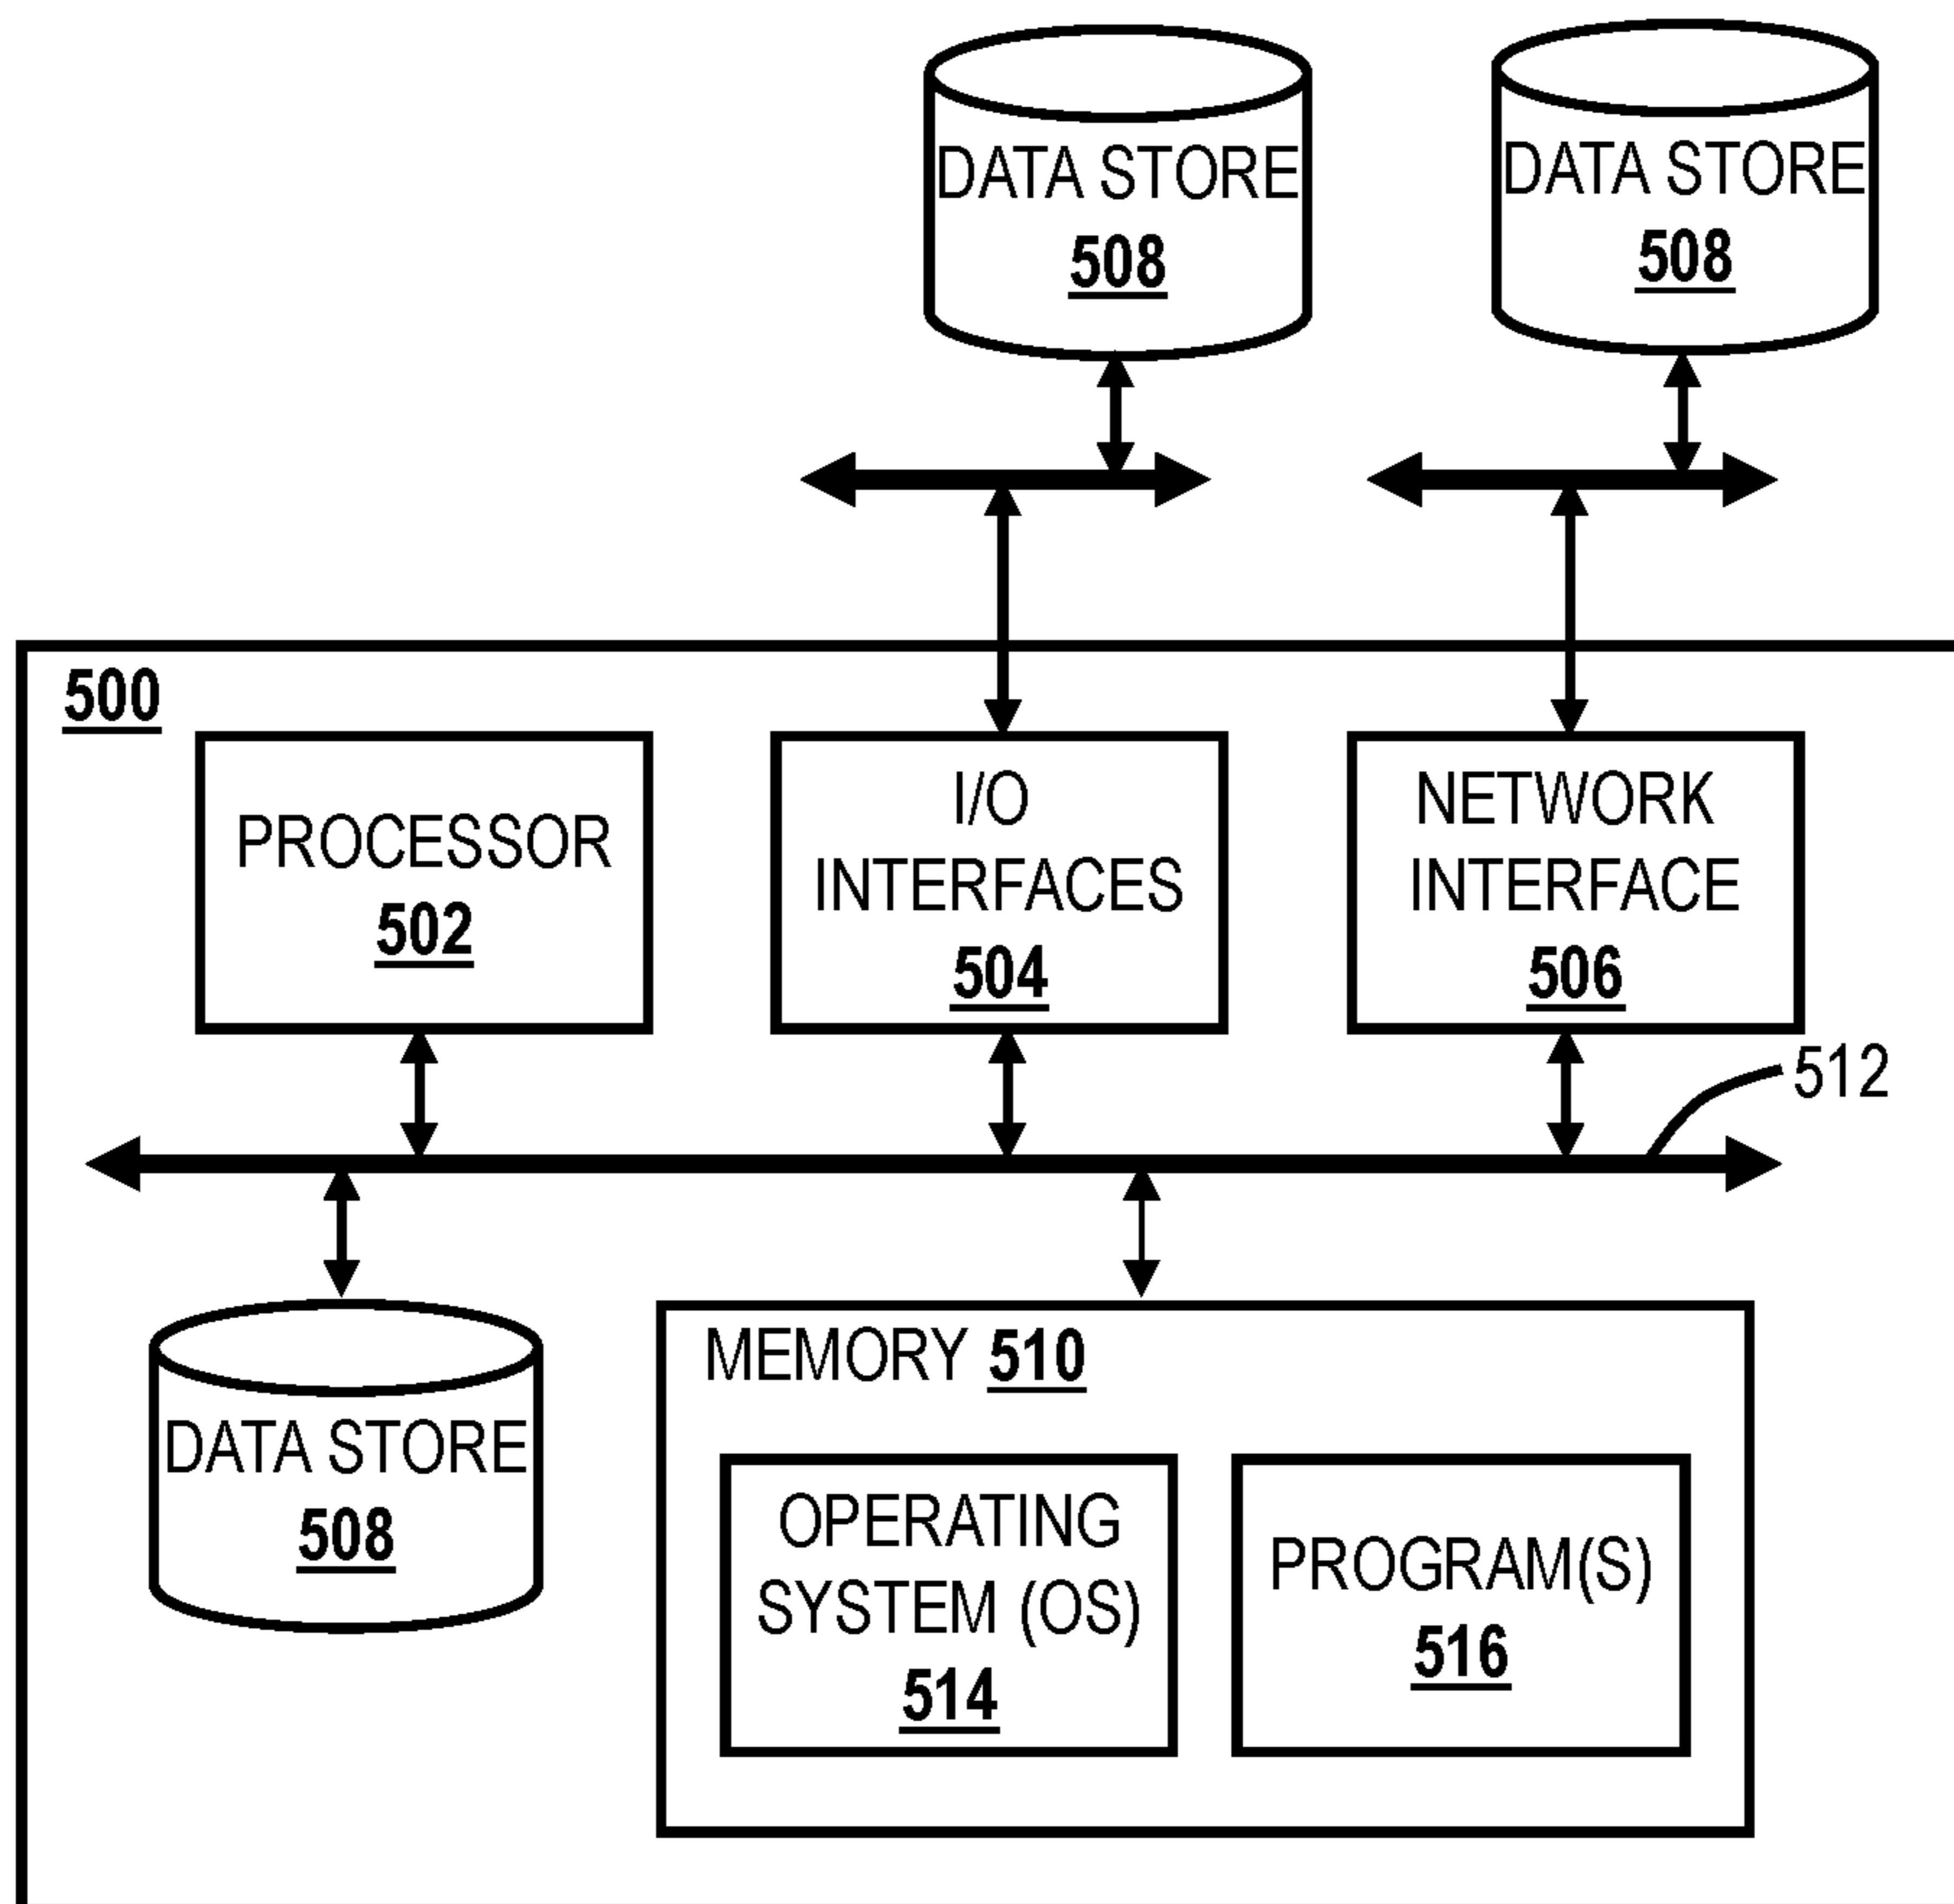 DATA STORE
508
DATA STORE
508
500
PROCESSOR
502
I/O
INTERFACES
504
NETWORK
INTERFACE
506
512
DATA STORE
508
MEMORY 510
OPERATING
SYSTEM (OS)
514
PROGRAM(S)
516